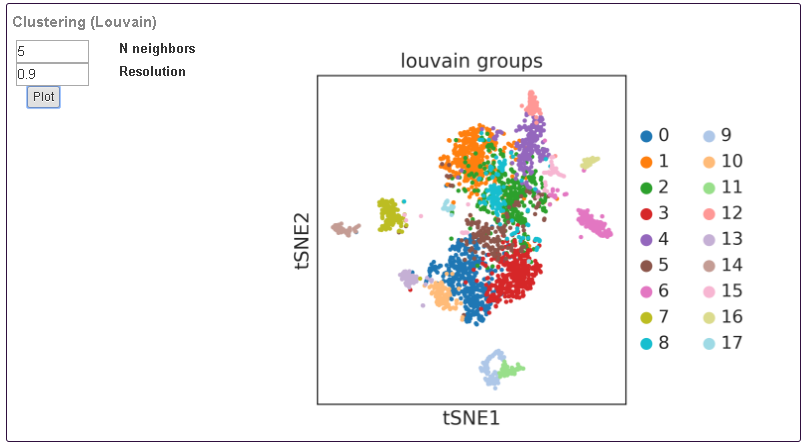 Clustering (Louvain)
5 N neighbors
0.9 Resolution
Plot
louvain groups
tSNE2
tSNE1
0 9
1 10
2 11
3 12
4 13
5 14
6 15
7 16
8 17